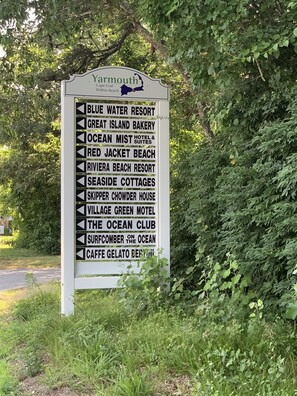 Yarmouth
BLUE WATER RESORT
GREAT ISLAND BAKERY
OCEAN MIST HOTEL & SUITES
RED JACKET BEACH
RIVIERA BEACH RESORT
SEASIDE COTTAGES
SKIPPER CHOWDER HOUSE
VILLAGE GREEN MOTEL
THE OCEAN CLUB
SURFCOMBER ON THE OCEAN
CAFFE GELATO